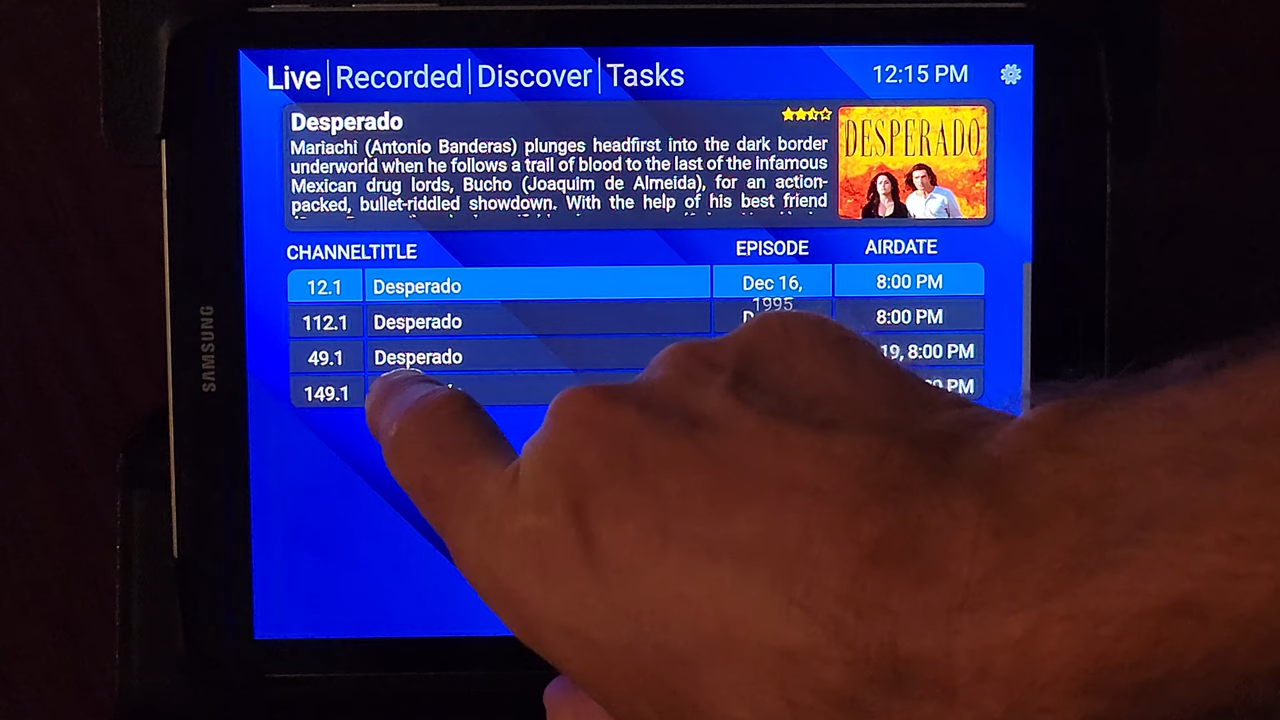 Live | Recorded | Discover | Tasks
12:15 PM
Desperado
Mariachi (Antonio Banderas) plunges headfirst into the dark border
underworld when he follows a trail of blood to the last of the infamous
Mexican drug lords, Bucho (Joaquim de Almeida), for an action-
packed, bullet-riddled showdown. With the help of his best friend
DESPERADO
CHANNELTITLE EPISODE AIRDATE
12.1 Desperado Dec 16, 8:00 PM
1995
112.1 Desperado 8:00 PM
49.1 Desperado 19, 8:00 PM
149.1 PM
SAMSUNG